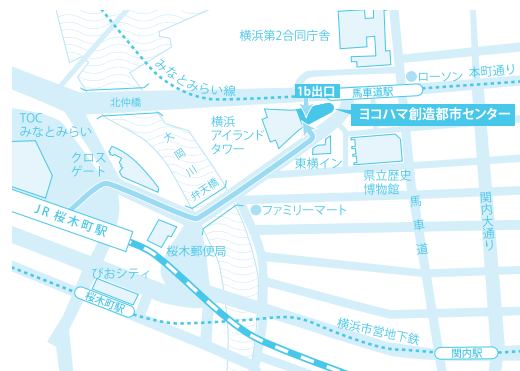 横浜第2合同庁舎
みなとみらい線
ローソン
本町通り
1b出口
馬車道駅
北仲橋
ヨコハマ創造都市センター
TOC
みなとみらい
横浜
アイランド
タワー
大岡川
クロス
ゲート
東横イン
県立歴史
博物館
弁天橋
馬車道
関内大通り
ファミリーマート
JR 桜木町駅
桜木郵便局
ぴおシティ
桜木町駅
横浜市営地下鉄
関内駅